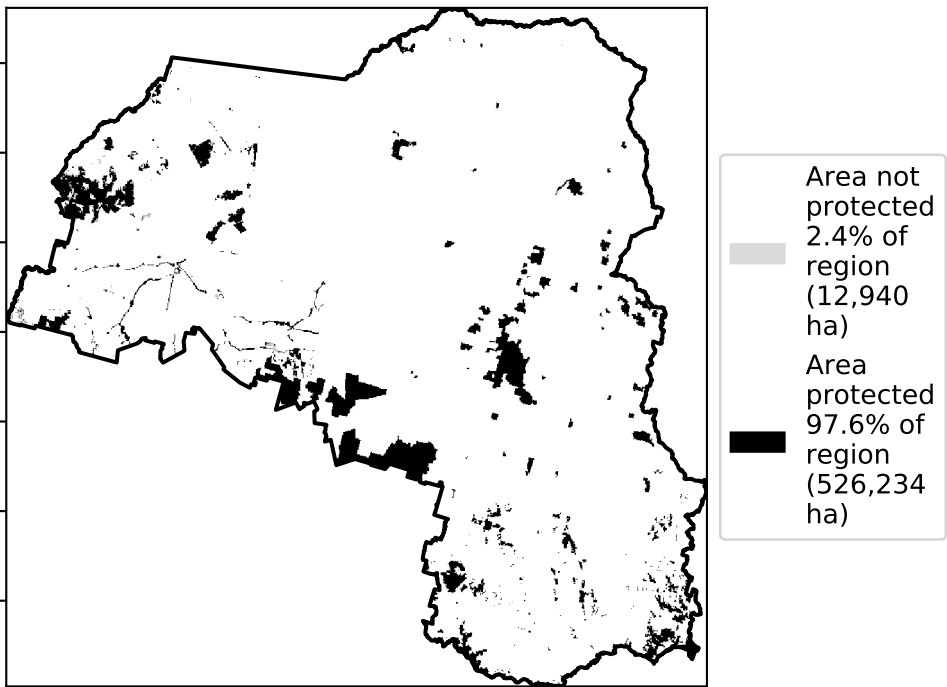 Area not
protected
2.4% of
region
(12,940
ha)
Area
protected
97.6% of
region
(526,234
ha)